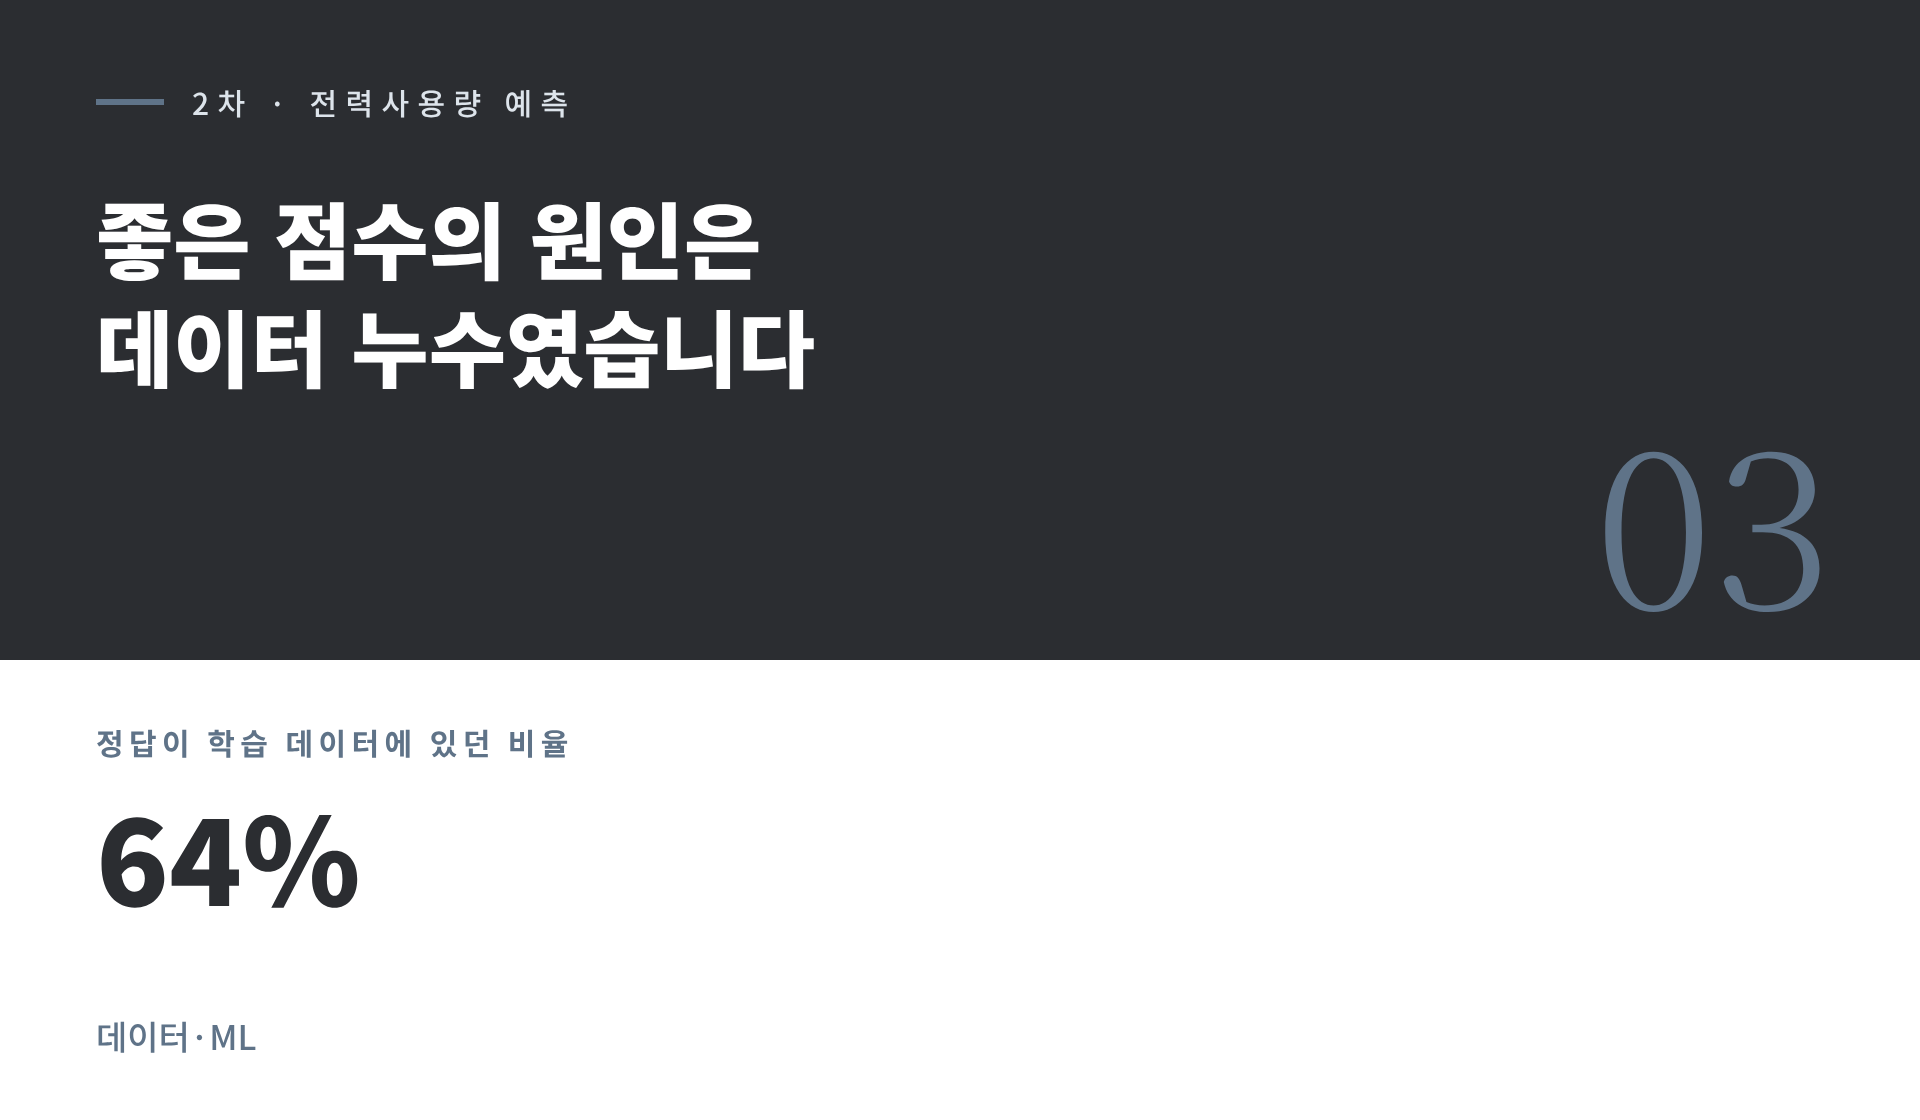 2차 · 전력사용량 예측
좋은 점수의 원인은
데이터 누수였습니다
03
정답이 학습 데이터에 있던 비율
64%
데이터·ML